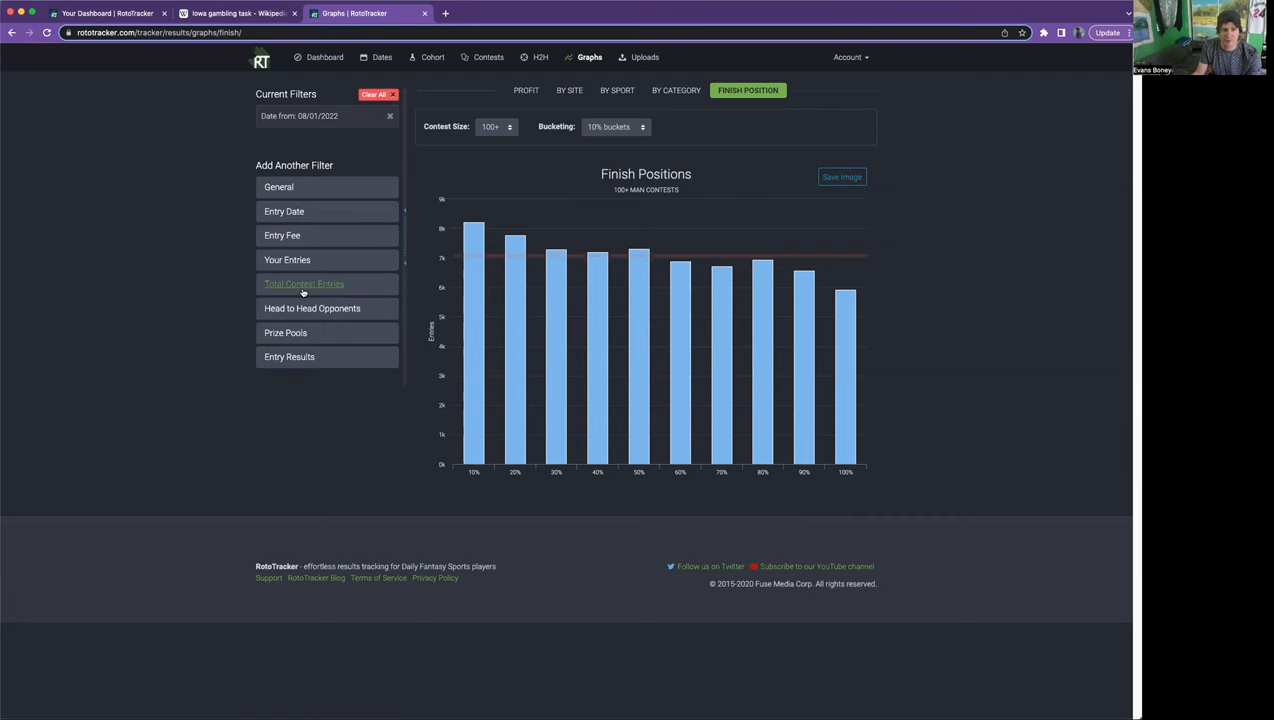 Your Dashboard | RotoTracker
Iowa gambling task - Wikipedi
Graphs | RotoTracker
rototracker.com/tracker/results/graphs/finish/
Update
Evans Boney
RT
Dashboard
Dates
Cohort
Contests
H2H
Graphs
Uploads
Account
Current Filters
Clear All
Date from: 08/01/2022
Add Another Filter
General
Entry Date
Entry Fee
Your Entries
Total Contest Entries
Head to Head Opponents
Prize Pools
Entry Results
PROFIT
BY SITE
BY SPORT
BY CATEGORY
FINISH POSITION
Contest Size:
100+
Bucketing:
10% buckets
Finish Positions
100+ MAN CONTESTS
Save Image
9k
8k
7k
6k
5k
4k
3k
2k
1k
0k
Entries
10%
20%
30%
40%
50%
60%
70%
80%
90%
100%
RotoTracker - effortless results tracking for Daily Fantasy Sports players
Support RotoTracker Blog Terms of Service Privacy Policy
Follow us on Twitter
Subscribe to our YouTube channel
© 2015-2020 Fuse Media Corp. All rights reserved.